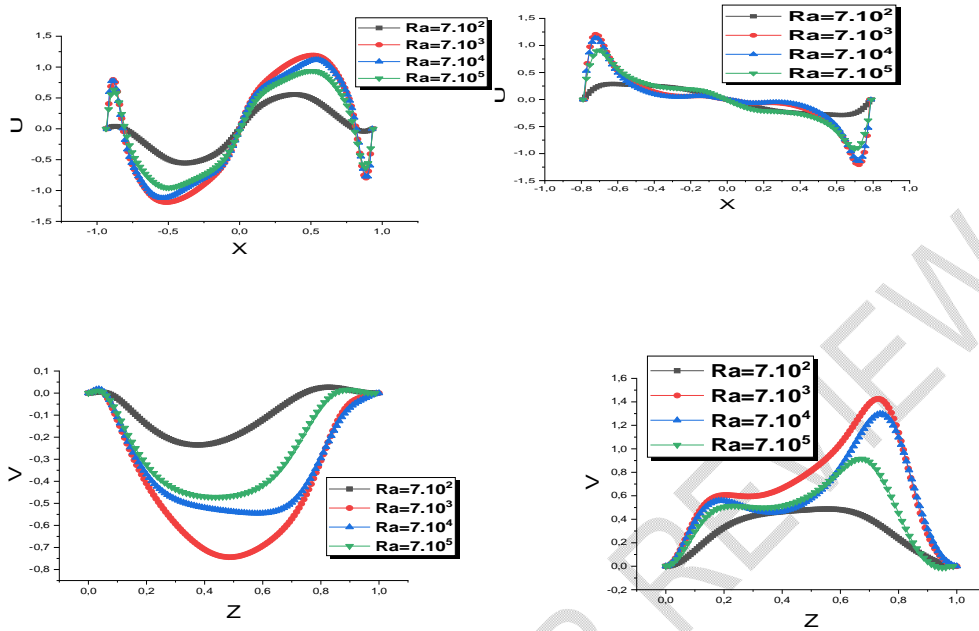 Ra=7.10²
Ra=7.10³
Ra=7.10⁴
Ra=7.10⁵
1,5
1,0
0,5
0,0
-0,5
-1,0
-1,5
U
-1,0 -0,5 0,0 0,5 1,0
X
Ra=7.10²
Ra=7.10³
Ra=7.10⁴
Ra=7.10⁵
1,5
1,0
0,5
0,0
-0,5
-1,0
-1,5
U
-1,0 -0,8 -0,6 -0,4 -0,2 0,0 0,2 0,4 0,6 0,8 1,0
X
0,1
0,0
-0,1
-0,2
-0,3
-0,4
-0,5
-0,6
-0,7
-0,8
V
Ra=7.10²
Ra=7.10³
Ra=7.10⁴
Ra=7.10⁵
0,0 0,2 0,4 0,6 0,8 1,0
Z
Ra=7.10²
Ra=7.10³
Ra=7.10⁴
Ra=7.10⁵
1,6
1,4
1,2
1,0
0,8
0,6
0,4
0,2
0,0
-0,2
V
0,0 0,2 0,4 0,6 0,8 1,0
Z
R REVIEW